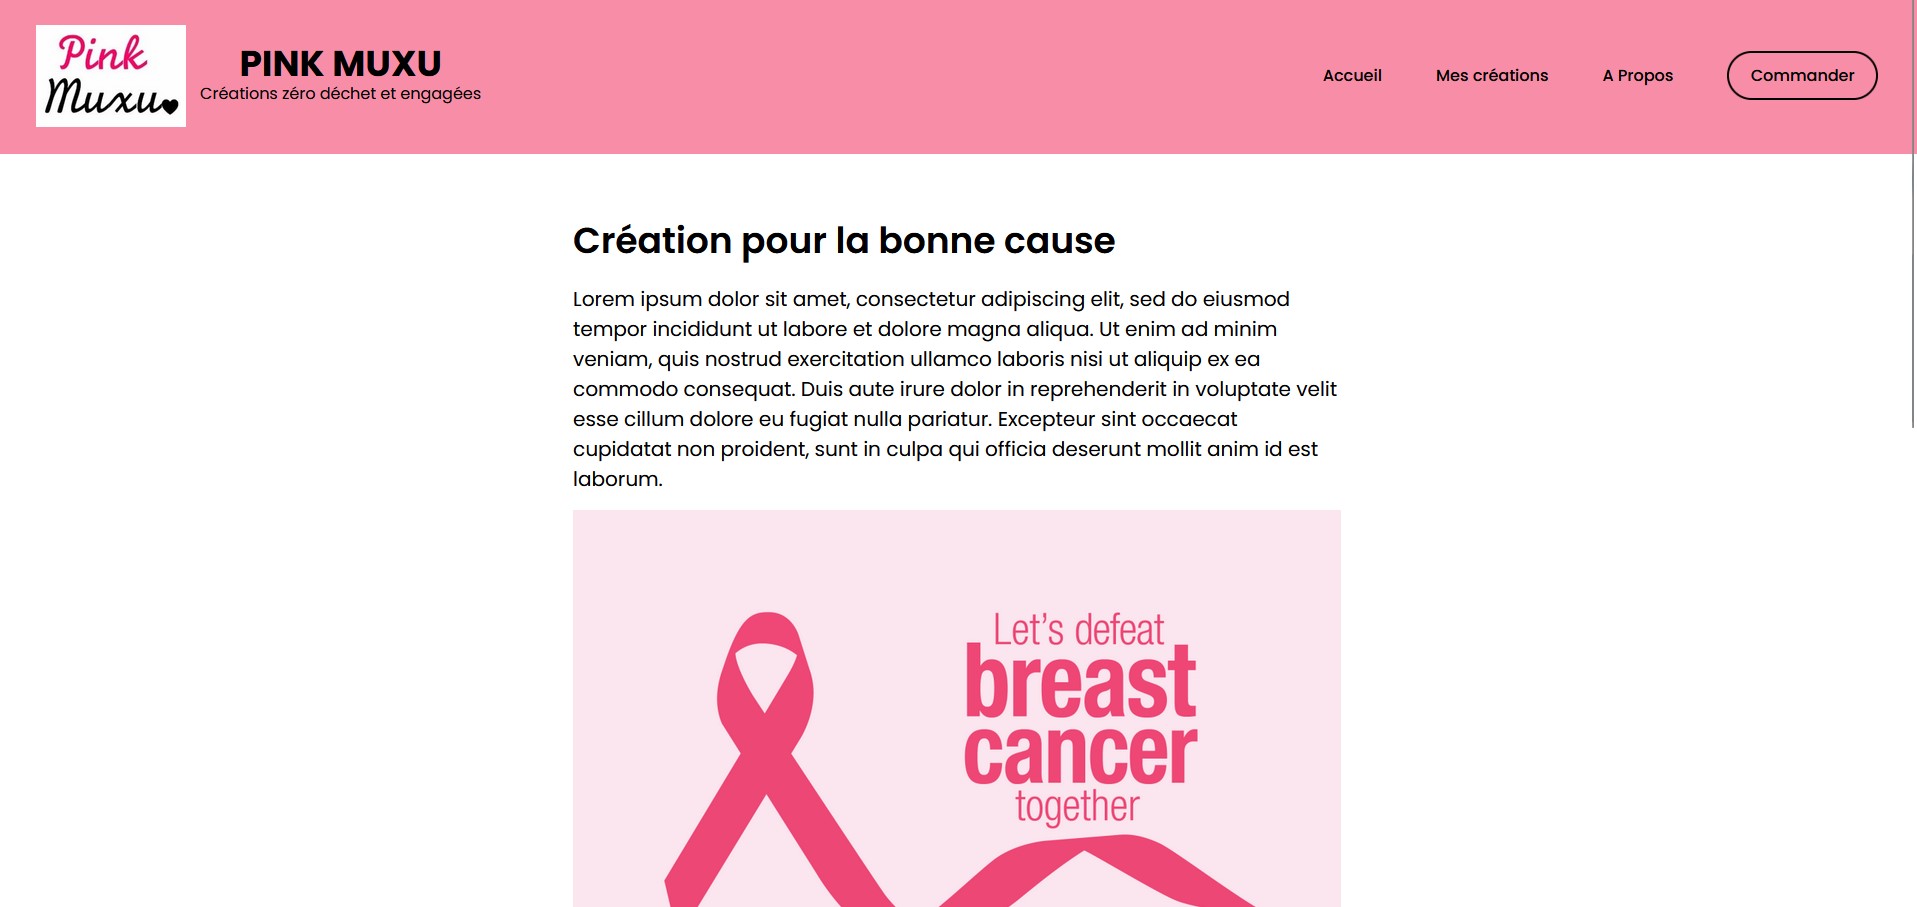 Pink
Muxu
PINK MUXU
Créations zéro déchet et engagées
Accueil
Mes créations
A Propos
Commander
Création pour la bonne cause
Lorem ipsum dolor sit amet, consectetur adipiscing elit, sed do eiusmod
tempor incididunt ut labore et dolore magna aliqua. Ut enim ad minim
veniam, quis nostrud exercitation ullamco laboris nisi ut aliquip ex ea
commodo consequat. Duis aute irure dolor in reprehenderit in voluptate velit
esse cillum dolore eu fugiat nulla pariatur. Excepteur sint occaecat
cupidatat non proident, sunt in culpa qui officia deserunt mollit anim id est
laborum.
Let's defeat
breast
cancer
together